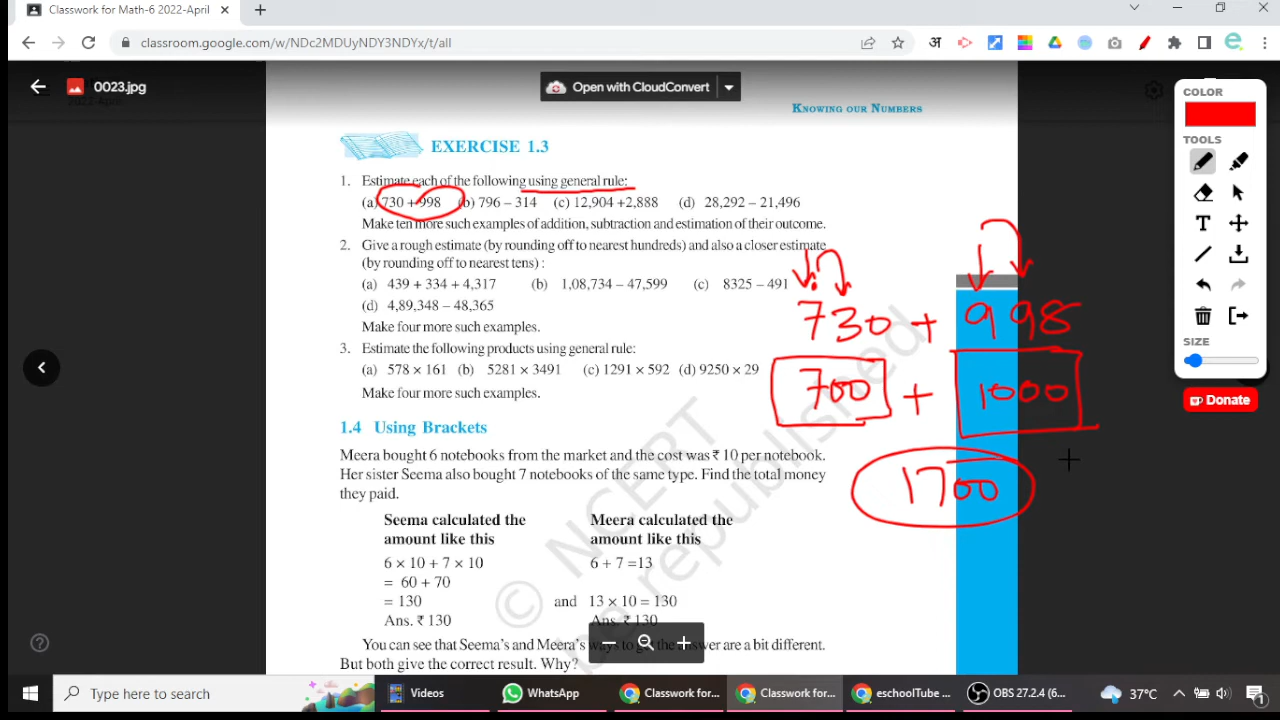 Classwork for Math-6 2022-April
classroom.google.com/w/NDc2MDUyNDY3NDYx/t/all
अ
0023.jpg
Open with CloudConvert
KNOWING OUR NUMBERS
COLOR
TOOLS
T
SIZE
Donate
EXERCISE 1.3
1. Estimate each of the following using general rule:
(a) 730 + 998 (b) 796 – 314 (c) 12,904 +2,888 (d) 28,292 – 21,496
Make ten more such examples of addition, subtraction and estimation of their outcome.
2. Give a rough estimate (by rounding off to nearest hundreds) and also a closer estimate
(by rounding off to nearest tens) :
(a) 439 + 334 + 4,317 (b) 1,08,734 – 47,599 (c) 8325 – 491
(d) 4,89,348 – 48,365
Make four more such examples.
3. Estimate the following products using general rule:
(a) 578 × 161 (b) 5281 × 3491 (c) 1291 × 592 (d) 9250 × 29
Make four more such examples.
730 + 998
700 + 1000
1700
1.4 Using Brackets
Meera bought 6 notebooks from the market and the cost was ₹ 10 per notebook.
Her sister Seema also bought 7 notebooks of the same type. Find the total money
they paid.
Seema calculated the Meera calculated the
amount like this amount like this
6 × 10 + 7 × 10 6 + 7 =13
= 60 + 70
= 130 and 13 × 10 = 130
Ans. ₹ 130 Ans. ₹ 130
You can see that Seema's and Meera's ways to get the answer are a bit different.
But both give the correct result. Why?
© NCERT
be republished
Type here to search
Videos
WhatsApp
Classwork for...
Classwork for...
eschoolTube ...
OBS 27.2.4 (6...
37°C
1